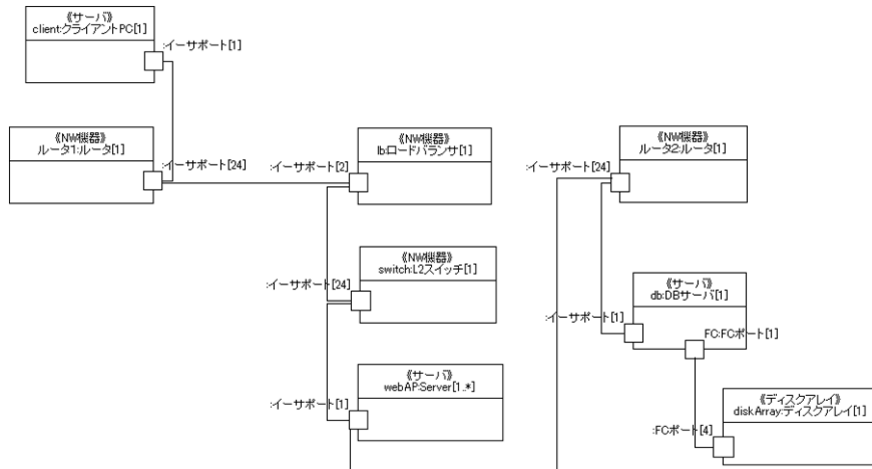 《サーバ》
client:クライアントPC[1]
:イーサポート[1]
《NW機器》
ルータ1:ルータ[1]
:イーサポート[24]
:イーサポート[2]
《NW機器》
lb:ロードバランサ[1]
:イーサポート[24]
《NW機器》
ルータ2:ルータ[1]
《NW機器》
switch:L2スイッチ[1]
:イーサポート[24]
《サーバ》
db:DBサーバ[1]
:イーサポート[1]
FC:FCポート[1]
《サーバ》
webAP:Server[1..*]
:イーサポート[1]
《ディスクアレイ》
diskArray:ディスクアレイ[1]
:FCポート[4]